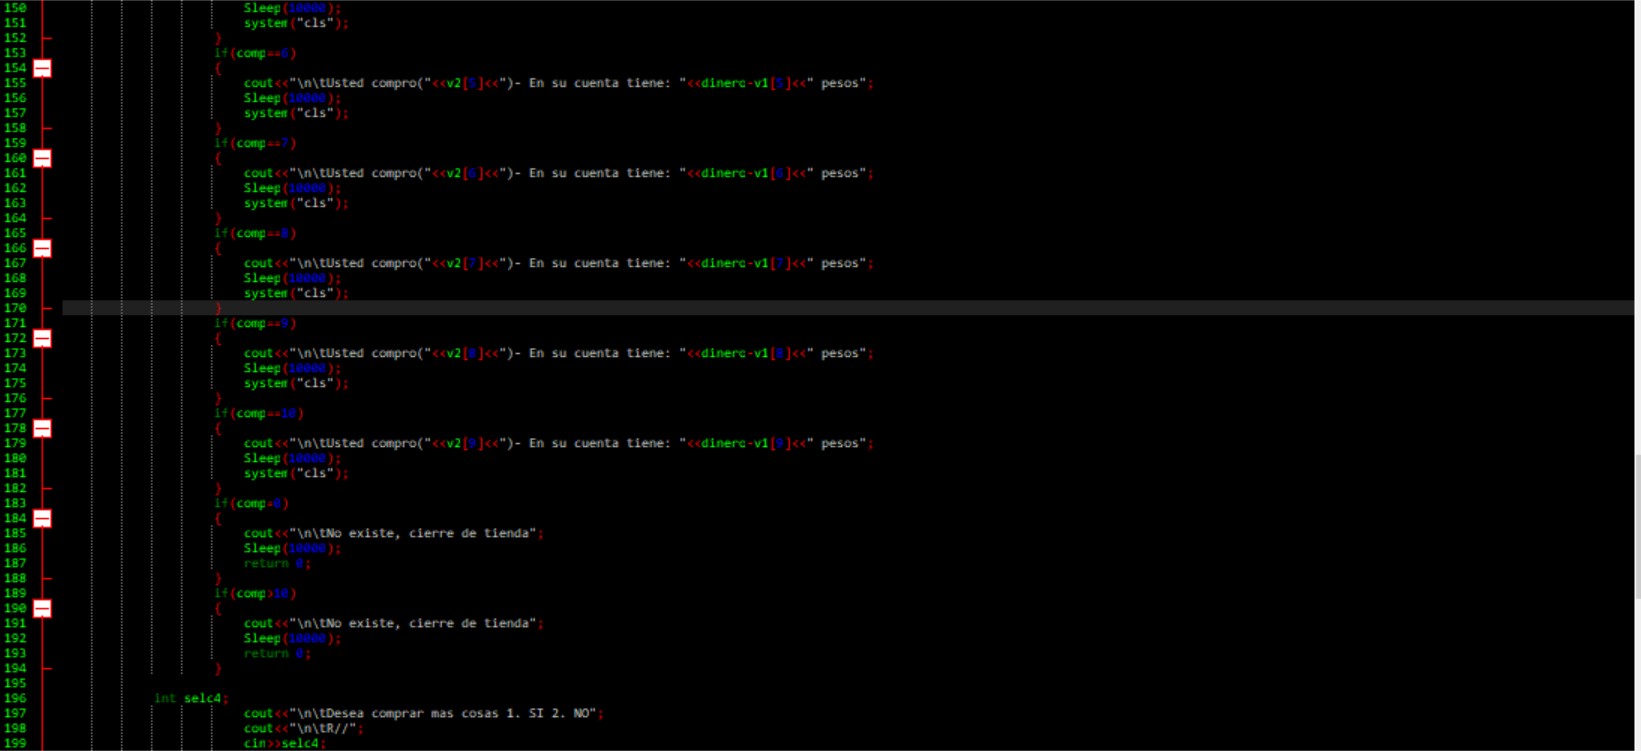 150 Sleep(10000);
151 system("cls");
152 }
153 if(comp==6)
154 {
155 cout<<"\n\tUsted compro("<<v2[5]<<")- En su cuenta tiene: "<<dinero-v1[5]<<" pesos";
156 Sleep(10000);
157 system("cls");
158 }
159 if(comp==7)
160 {
161 cout<<"\n\tUsted compro("<<v2[6]<<")- En su cuenta tiene: "<<dinero-v1[6]<<" pesos";
162 Sleep(10000);
163 system("cls");
164 }
165 if(comp==8)
166 {
167 cout<<"\n\tUsted compro("<<v2[7]<<")- En su cuenta tiene: "<<dinero-v1[7]<<" pesos";
168 Sleep(10000);
169 system("cls");
170 }
171 if(comp==9)
172 {
173 cout<<"\n\tUsted compro("<<v2[8]<<")- En su cuenta tiene: "<<dinero-v1[8]<<" pesos";
174 Sleep(10000);
175 system("cls");
176 }
177 if(comp==10)
178 {
179 cout<<"\n\tUsted compro("<<v2[9]<<")- En su cuenta tiene: "<<dinero-v1[9]<<" pesos";
180 Sleep(10000);
181 system("cls");
182 }
183 if(comp=0)
184 {
185 cout<<"\n\tNo existe, cierre de tienda";
186 Sleep(10000);
187 return 0;
188 }
189 if(comp>10)
190 {
191 cout<<"\n\tNo existe, cierre de tienda";
192 Sleep(10000);
193 return 0;
194 }
195
196 int selc4;
197 cout<<"\n\tDesea comprar mas cosas 1. SI 2. NO";
198 cout<<"\n\tR//";
199 cin>>selc4;